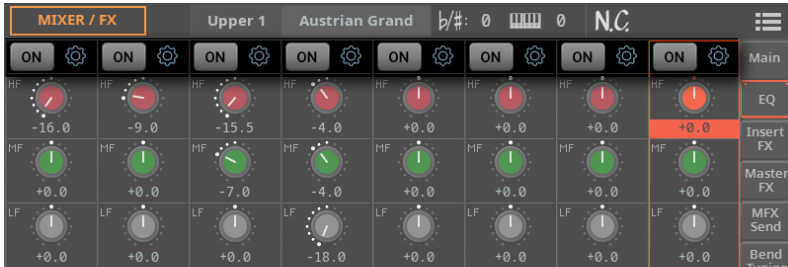 MIXER / FX Upper 1 Austrian Grand b/#: 0 0 N.C.
ON ON ON ON ON ON ON ON Main
HF HF HF HF HF HF HF HF EQ
-16.0 -9.0 -15.5 -4.0 +0.0 +0.0 +0.0 +0.0
Insert
FX
MF MF MF MF MF MF MF MF
+0.0 +0.0 -7.0 -4.0 +0.0 +0.0 +0.0 +0.0
Master
FX
LF LF LF LF LF LF LF LF
MFX
Send
+0.0 +0.0 +0.0 -18.0 +0.0 +0.0 +0.0 +0.0
Bend